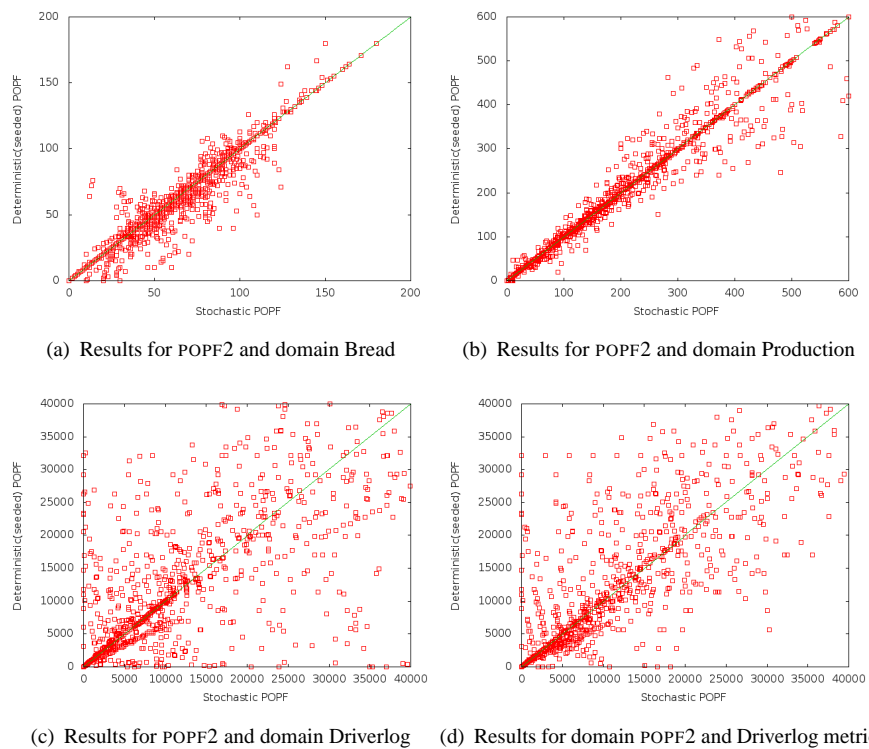 200
150
100
50
0
0 50 100 150 200
Deterministic(seeded) POPF
Stochastic POPF
(a) Results for POPF2 and domain Bread
600
500
400
300
200
100
0
0 100 200 300 400 500 600
Deterministic(seeded) POPF
Stochastic POPF
(b) Results for POPF2 and domain Production
40000
35000
30000
25000
20000
15000
10000
5000
0
0 5000 10000 15000 20000 25000 30000 35000 40000
Deterministic(seeded) POPF
Stochastic POPF
(c) Results for POPF2 and domain Driverlog
40000
35000
30000
25000
20000
15000
10000
5000
0
0 5000 10000 15000 20000 25000 30000 35000 40000
Deterministic(seeded) POPF
Stochastic POPF
(d) Results for domain POPF2 and Driverlog metri